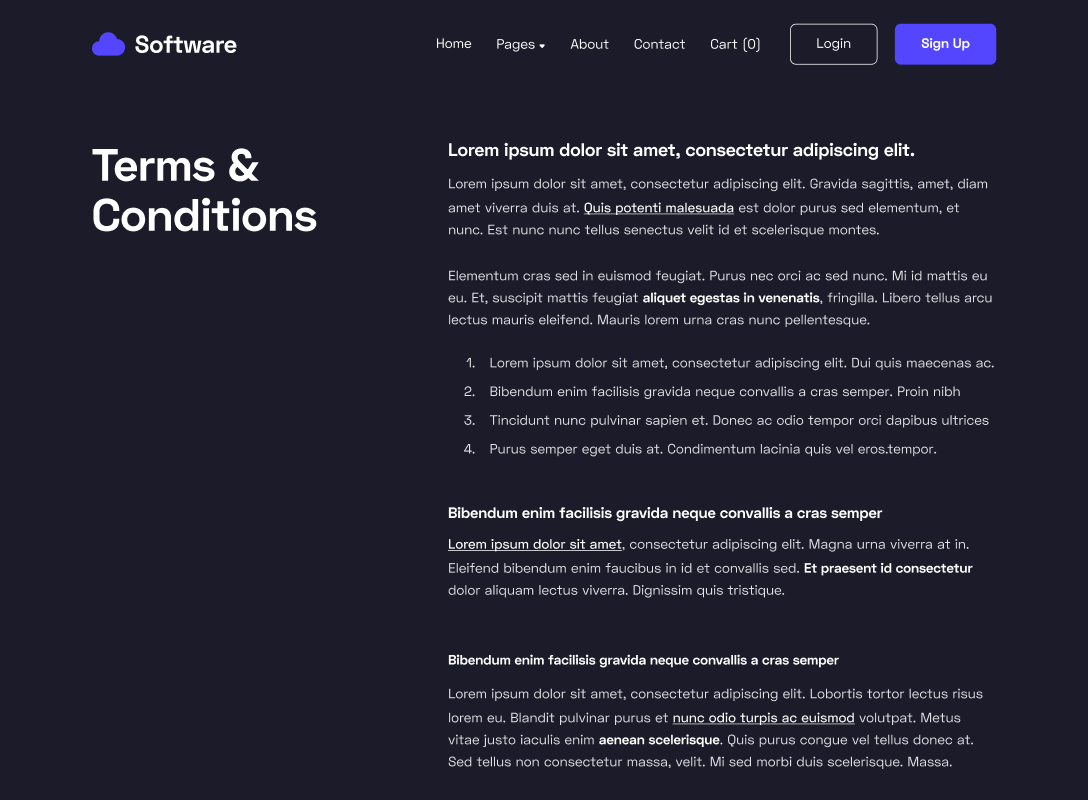 Software
Home Pages About Contact Cart (0) Login Sign Up
Terms &
Conditions
Lorem ipsum dolor sit amet, consectetur adipiscing elit.
Lorem ipsum dolor sit amet, consectetur adipiscing elit. Gravida sagittis, amet, diam
amet viverra duis at. Quis potenti malesuada est dolor purus sed elementum, et
nunc. Est nunc nunc tellus senectus velit id et scelerisque montes.
Elementum cras sed in euismod feugiat. Purus nec orci ac sed nunc. Mi id mattis eu
eu. Et, suscipit mattis feugiat aliquet egestas in venenatis, fringilla. Libero tellus arcu
lectus mauris eleifend. Mauris lorem urna cras nunc pellentesque.
1. Lorem ipsum dolor sit amet, consectetur adipiscing elit. Dui quis maecenas ac.
2. Bibendum enim facilisis gravida neque convallis a cras semper. Proin nibh
3. Tincidunt nunc pulvinar sapien et. Donec ac odio tempor orci dapibus ultrices
4. Purus semper eget duis at. Condimentum lacinia quis vel eros.tempor.
Bibendum enim facilisis gravida neque convallis a cras semper
Lorem ipsum dolor sit amet, consectetur adipiscing elit. Magna urna viverra at in.
Eleifend bibendum enim faucibus in id et convallis sed. Et praesent id consectetur
dolor aliquam lectus viverra. Dignissim quis tristique.
Bibendum enim facilisis gravida neque convallis a cras semper
Lorem ipsum dolor sit amet, consectetur adipiscing elit. Lobortis tortor lectus risus
lorem eu. Blandit pulvinar purus et nunc odio turpis ac euismod volutpat. Metus
vitae justo iaculis enim aenean scelerisque. Quis purus congue vel tellus donec at.
Sed tellus non consectetur massa, velit. Mi sed morbi duis scelerisque. Massa.